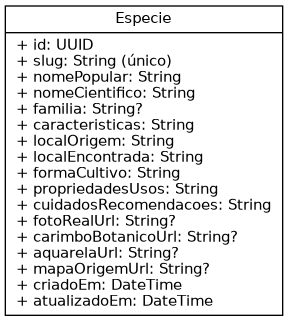 Especie
+ id: UUID
+ slug: String (único)
+ nomePopular: String
+ nomeCientifico: String
+ familia: String?
+ caracteristicas: String
+ localOrigem: String
+ localEncontrada: String
+ formaCultivo: String
+ propriedadesUsos: String
+ cuidadosRecomendacoes: String
+ fotoRealUrl: String?
+ carimboBotanicoUrl: String?
+ aquarelaUrl: String?
+ mapaOrigemUrl: String?
+ criadoEm: DateTime
+ atualizadoEm: DateTime